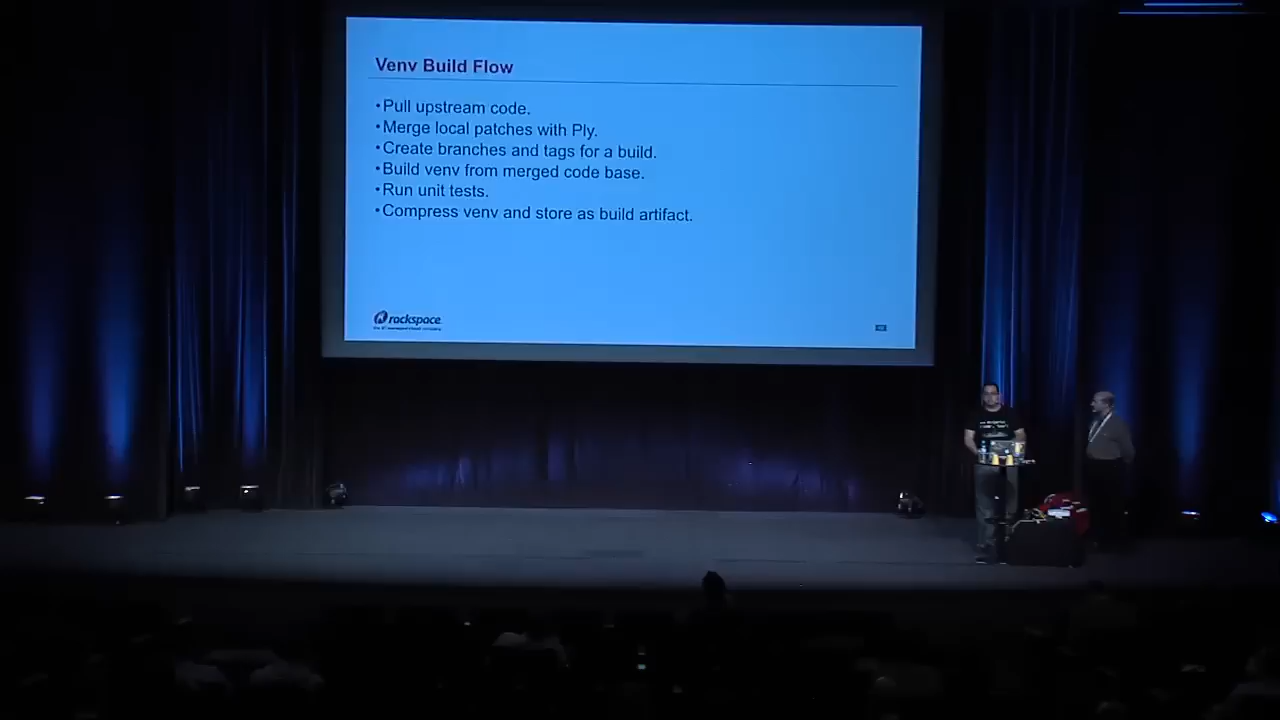 Venv Build Flow
•Pull upstream code.
•Merge local patches with Ply.
•Create branches and tags for a build.
•Build venv from merged code base.
•Run unit tests.
•Compress venv and store as build artifact.
rackspace